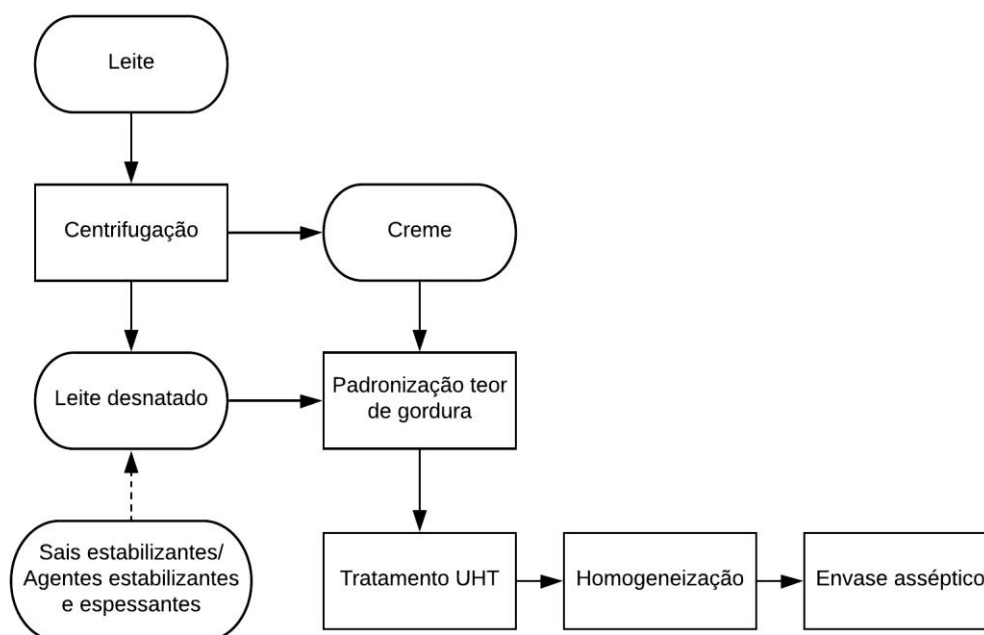 Leite
Centrifugação
Creme
Leite desnatado
Padronização teor
de gordura
Sais estabilizantes/
Agentes estabilizantes
e espessantes
Tratamento UHT
Homogeneização
Envase asséptico